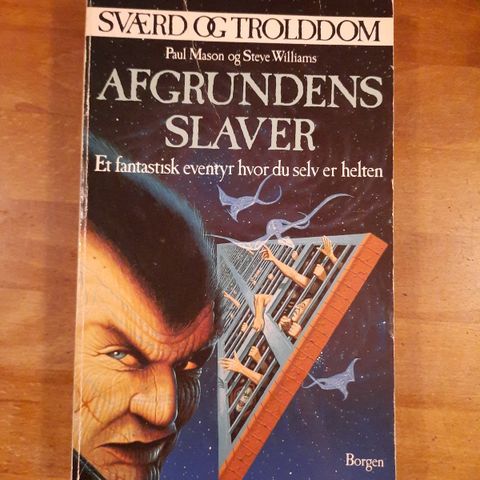 SVÆRD OG TROLDDOM
Paul Mason og Steve Williams
AFGRUNDENS
SLAVER
Et fantastisk eventyr hvor du selv er helten
Borgen